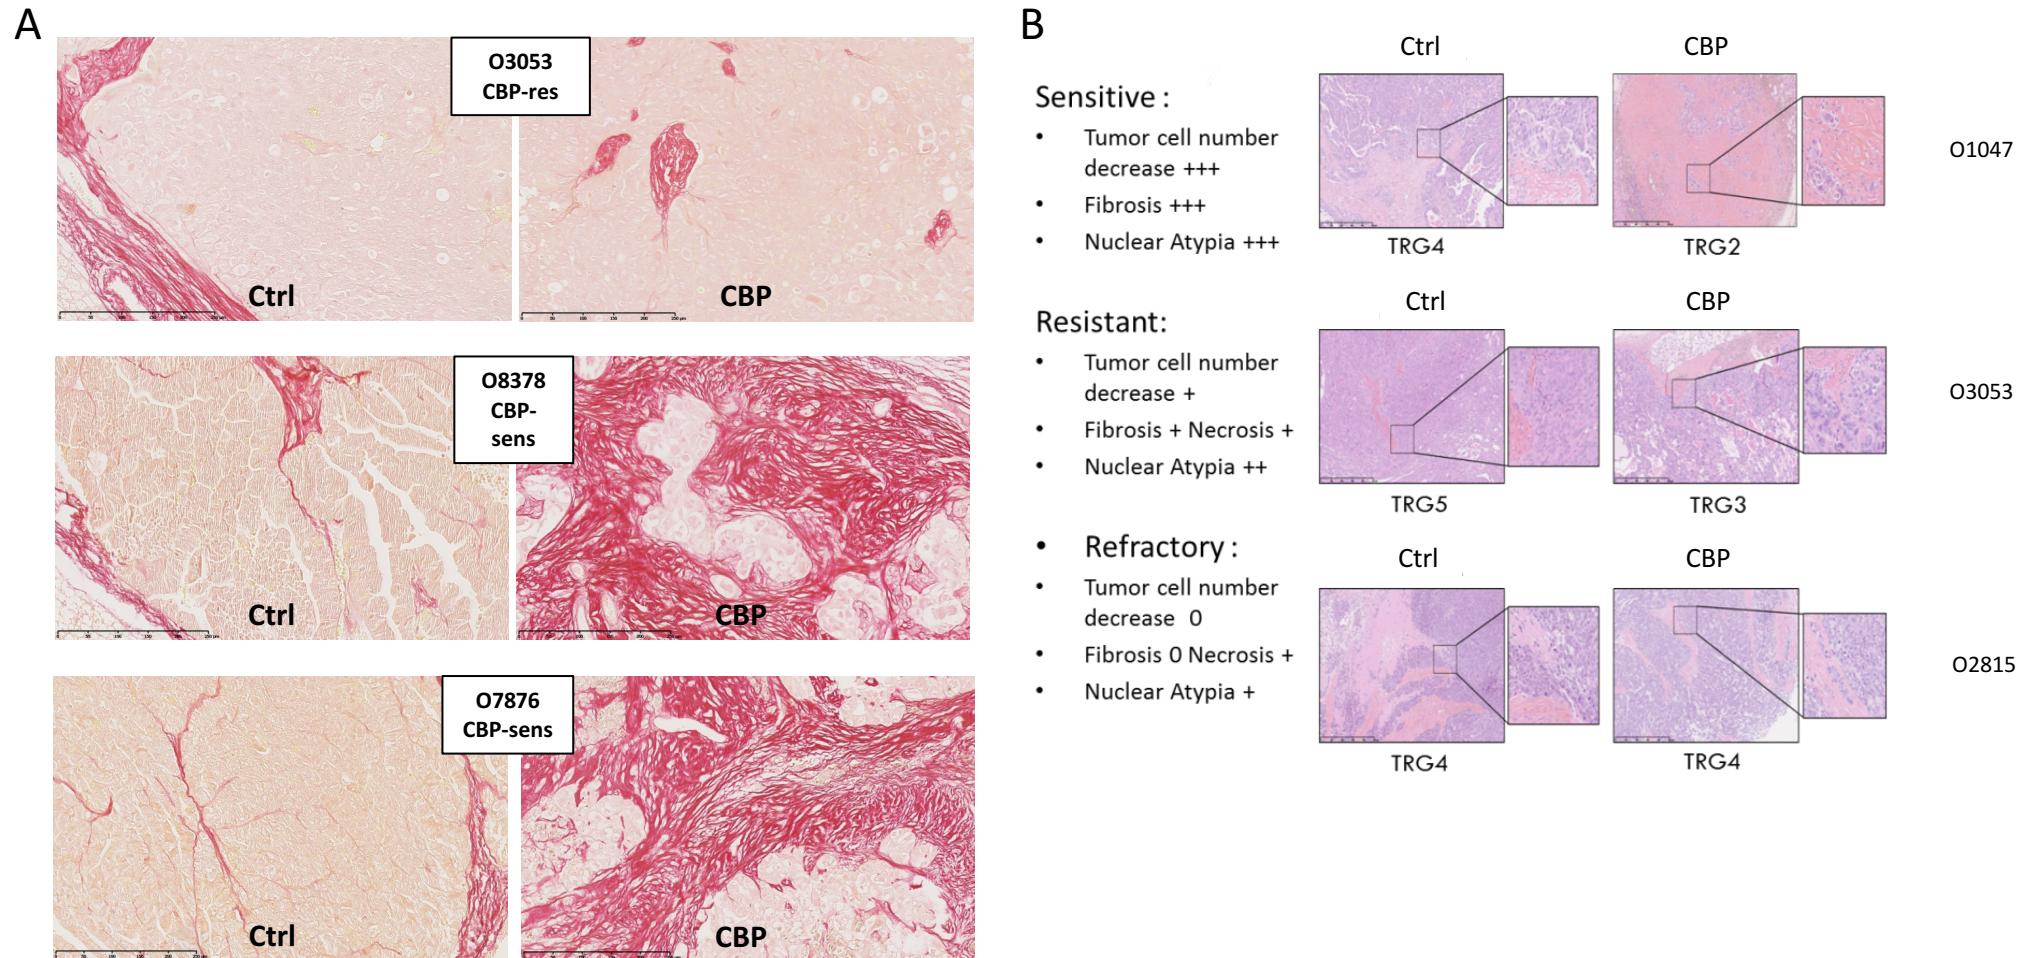 A
O3053
CBP-res
Ctrl
CBP
O8378
CBP-
sens
Ctrl
CBP
O7876
CBP-sens
Ctrl
CBP
B
Ctrl
CBP
Sensitive :
• Tumor cell number
decrease +++
• Fibrosis +++
• Nuclear Atypia +++
O1047
TRG4
TRG2
Ctrl
CBP
Resistant:
• Tumor cell number
decrease +
• Fibrosis + Necrosis +
• Nuclear Atypia ++
O3053
TRG5
TRG3
• Refractory :
Ctrl
CBP
• Tumor cell number
decrease 0
• Fibrosis 0 Necrosis +
• Nuclear Atypia +
O2815
TRG4
TRG4